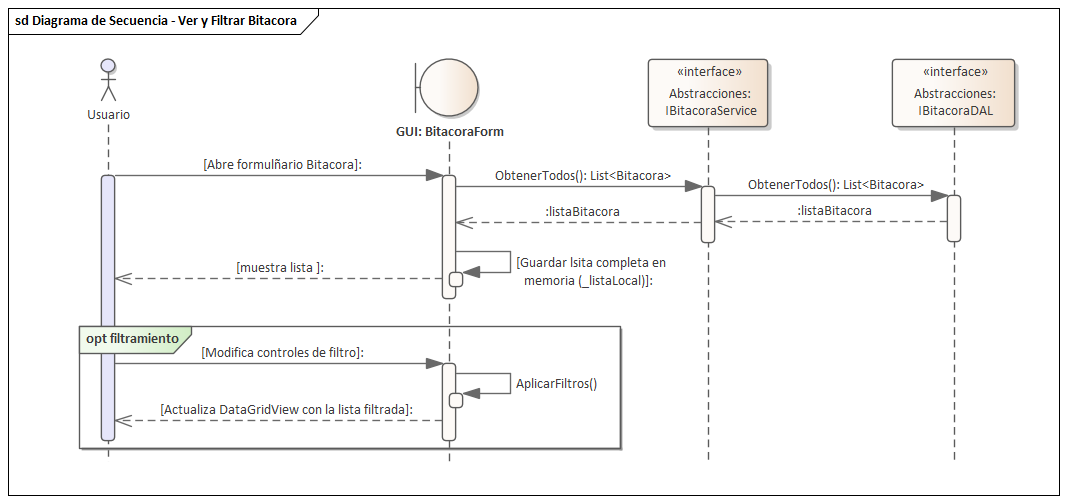 sd Diagrama de Secuencia - Ver y Filtrar Bitacora
Usuario
GUI: BitacoraForm
«interface»
Abstracciones:
IBitacoraService
«interface»
Abstracciones:
IBitacoraDAL
[Abre formulñario Bitacora]:
ObtenerTodos(): List<Bitacora>
ObtenerTodos(): List<Bitacora>
:listaBitacora
:listaBitacora
[muestra lista ]:
[Guardar lsita completa en
memoria (_listaLocal)]:
opt filtramiento
[Modifica controles de filtro]:
AplicarFiltros()
[Actualiza DataGridView con la lista filtrada]: